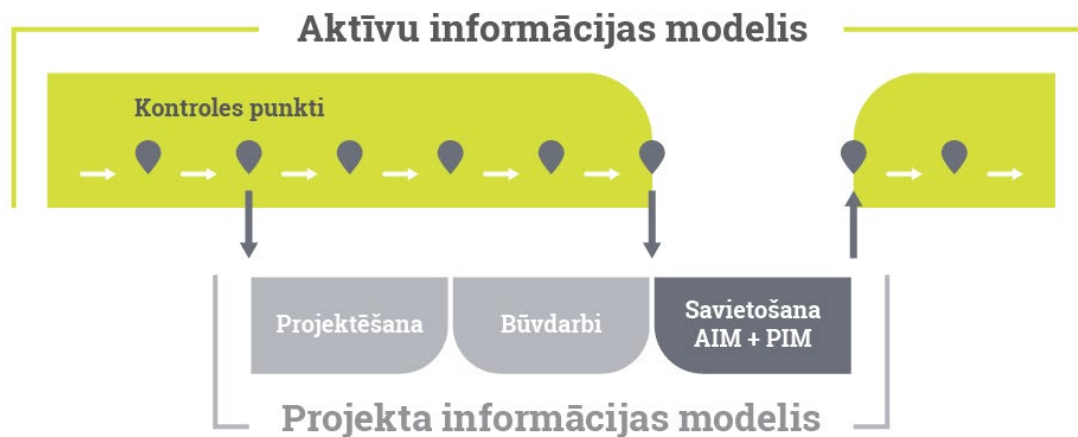 Aktīvu informācijas modelis
Kontroles punkti
Projektēšana
Būvdarbi
Savietošana
AIM + PIM
Projekta informācijas modelis